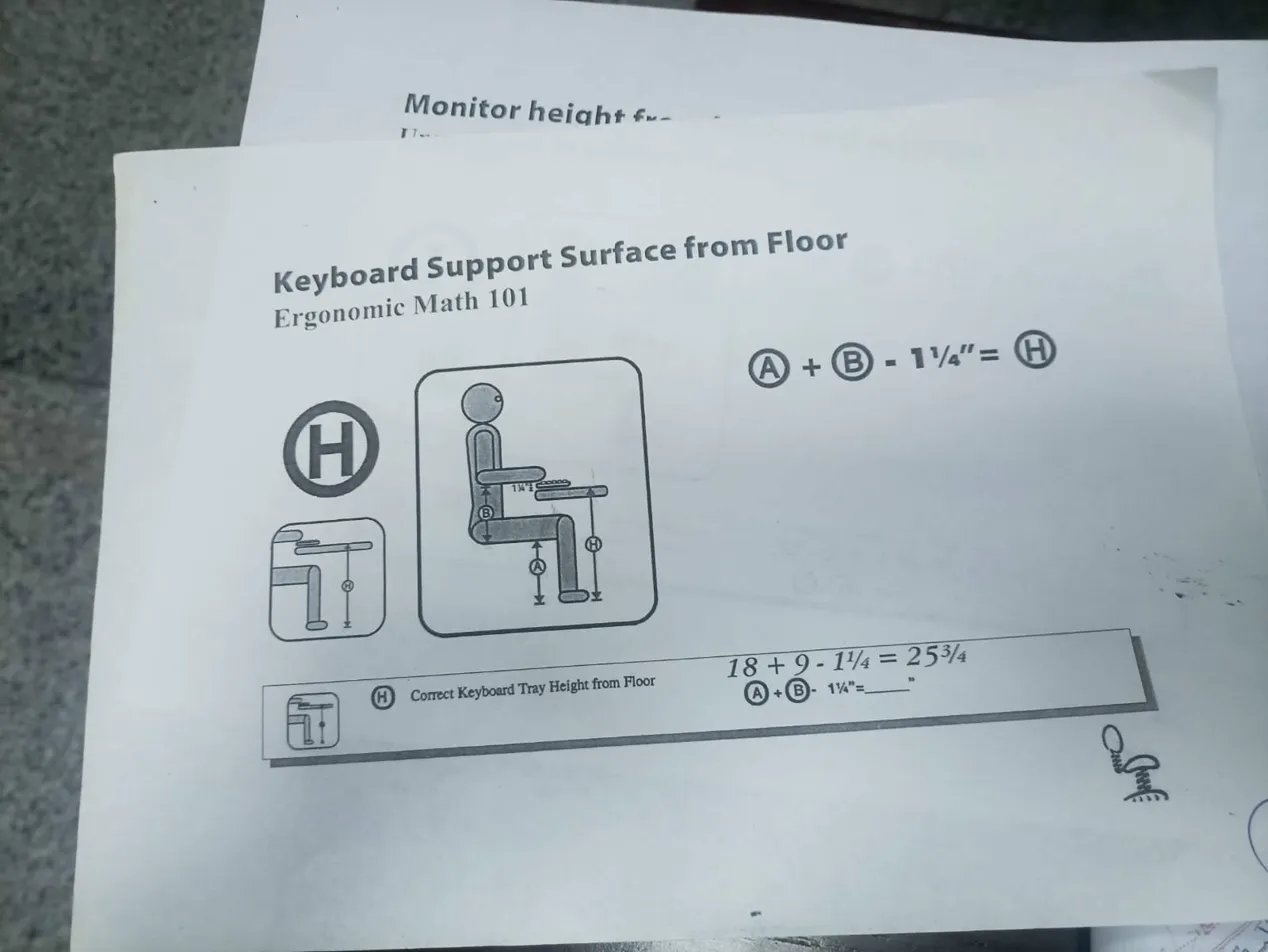 Monitor height
Keyboard Support Surface from Floor
Ergonomic Math 101
Ⓐ + Ⓑ - 1¼" = Ⓗ
H
1¼"
B
H
A
H
18 + 9 - 1¼ = 25¾
Ⓗ Correct Keyboard Tray Height from Floor
Ⓐ + Ⓑ - 1¼"=_____"